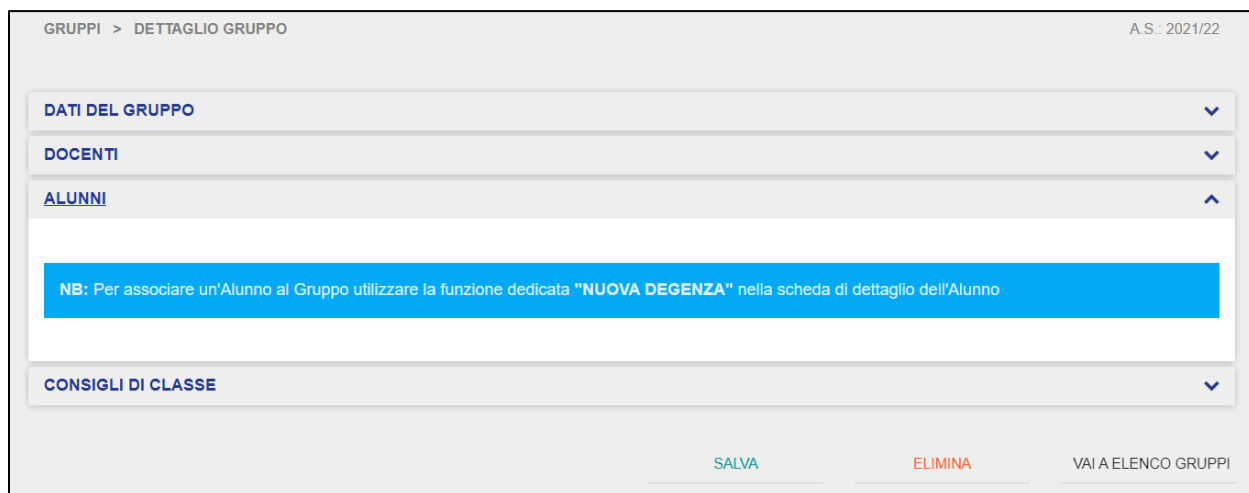 GRUPPI > DETTAGLIO GRUPPO A.S.: 2021/22
DATI DEL GRUPPO
DOCENTI
ALUNNI
NB: Per associare un'Alunno al Gruppo utilizzare la funzione dedicata "NUOVA DEGENZA" nella scheda di dettaglio dell'Alunno
CONSIGLI DI CLASSE
SALVA ELIMINA VAI A ELENCO GRUPPI